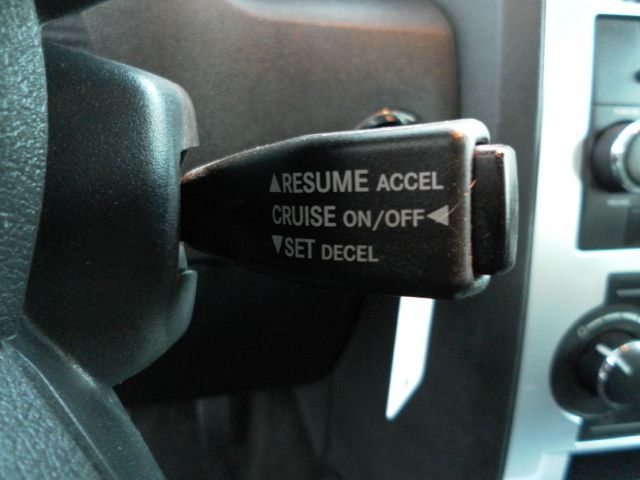 ▲RESUME ACCEL
CRUISE ON/OFF◀
▼SET DECEL